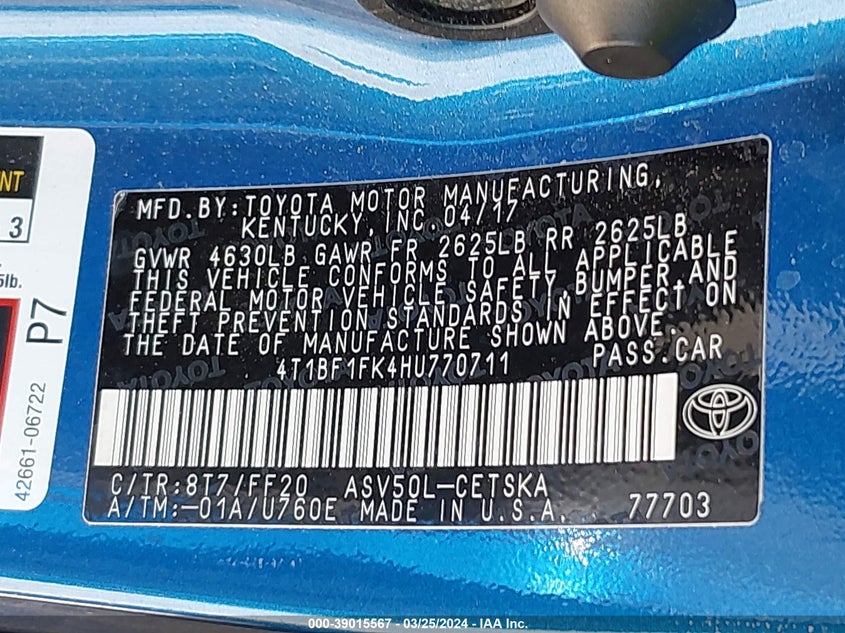 NT
3
5lb.
P7
42661-06722
MFD.BY:TOYOTA MOTOR MANUFACTURING,
KENTUCKY, INC. 04/17
GVWR 4630LB GAWR FR 2625LB RR 2625LB
THIS VEHICLE CONFORMS TO ALL APPLICABLE
FEDERAL MOTOR VEHICLE SAFETY, BUMPER, AND
THEFT PREVENTION STANDARDS IN EFFECT ON
THE DATE OF MANUFACTURE SHOWN ABOVE.
4T1BF1FK4HU770711 PASS.CAR
C/TR:8T7/FF20 ASV50L-CETSKA
A/TM:-01A/U760E MADE IN U.S.A. 77703
000-39015567 - 03/25/2024 - IAA Inc.